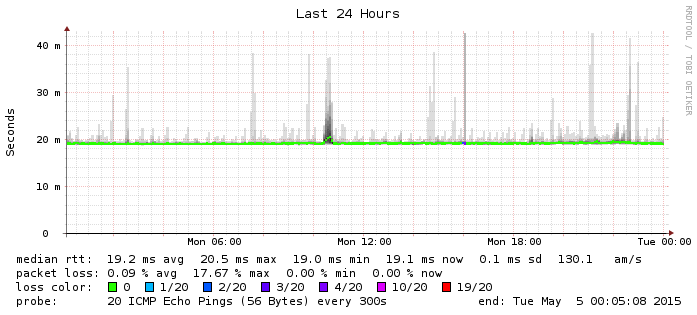 Last 24 Hours
RRDTOOL / TOBI OETIKER
Seconds
40 m
30 m
20 m
10 m
0
Mon 06:00 Mon 12:00 Mon 18:00 Tue 00:00
median rtt: 19.2 ms avg 20.5 ms max 19.0 ms min 19.1 ms now 0.1 ms sd 130.1 am/s
packet loss: 0.09 % avg 17.67 % max 0.00 % min 0.00 % now
loss color: 0 1/20 2/20 3/20 4/20 10/20 19/20
probe: 20 ICMP Echo Pings (56 Bytes) every 300s end: Tue May 5 00:05:08 2015